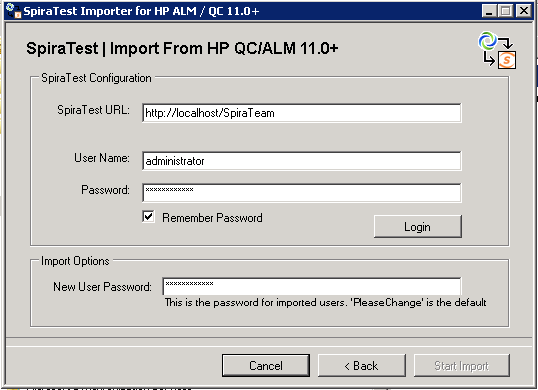 SpiraTest Importer for HP ALM / QC 11.0+
SpiraTest | Import From HP QC/ALM 11.0+
SpiraTest Configuration
SpiraTest URL: http://localhost/SpiraTeam
User Name: administrator
Password: ************
Remember Password
Login
Import Options
New User Password: ************
This is the password for imported users. 'PleaseChange' is the default
Cancel < Back Start Import